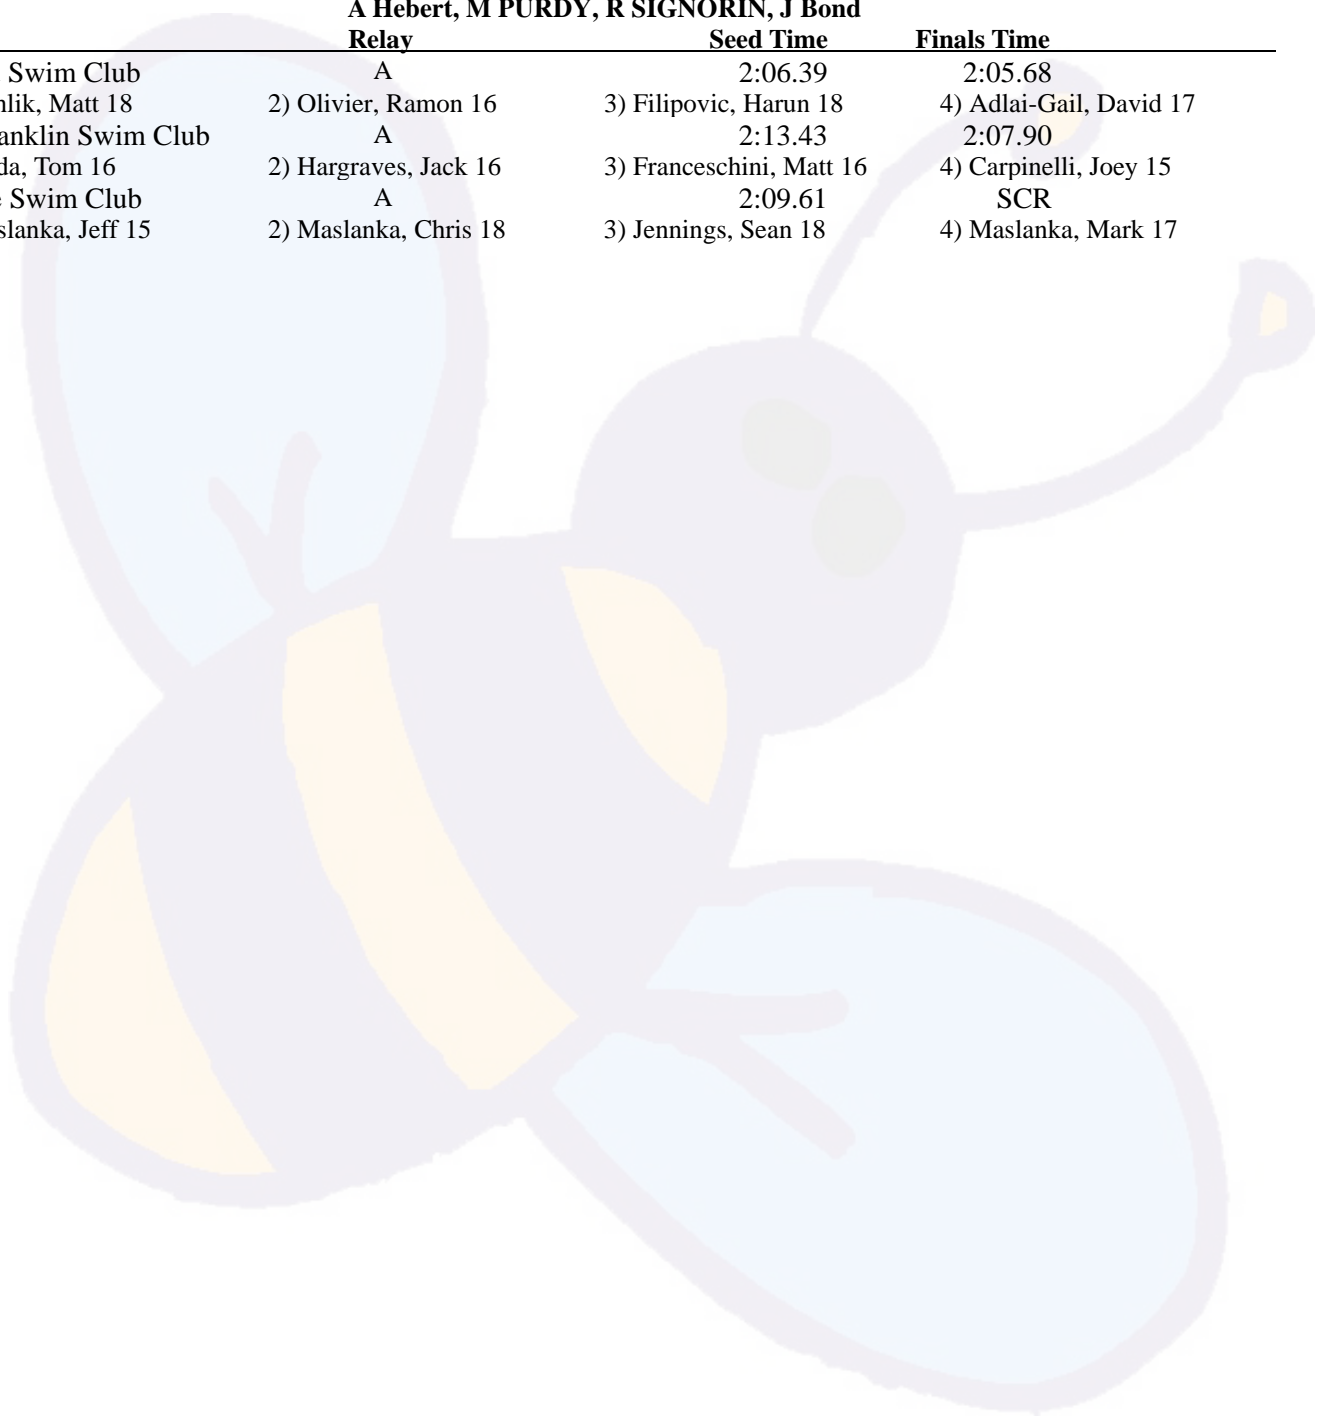 A Hebert, M PURDY, R SIGNORIN, J Bond
Relay Seed Time Finals Time
Swim Club A 2:06.39 2:05.68
hlik, Matt 18 2) Olivier, Ramon 16 3) Filipovic, Harun 18 4) Adlai-Gail, David 17
anklin Swim Club A 2:13.43 2:07.90
da, Tom 16 2) Hargraves, Jack 16 3) Franceschini, Matt 16 4) Carpinelli, Joey 15
e Swim Club A 2:09.61 SCR
slanka, Jeff 15 2) Maslanka, Chris 18 3) Jennings, Sean 18 4) Maslanka, Mark 17